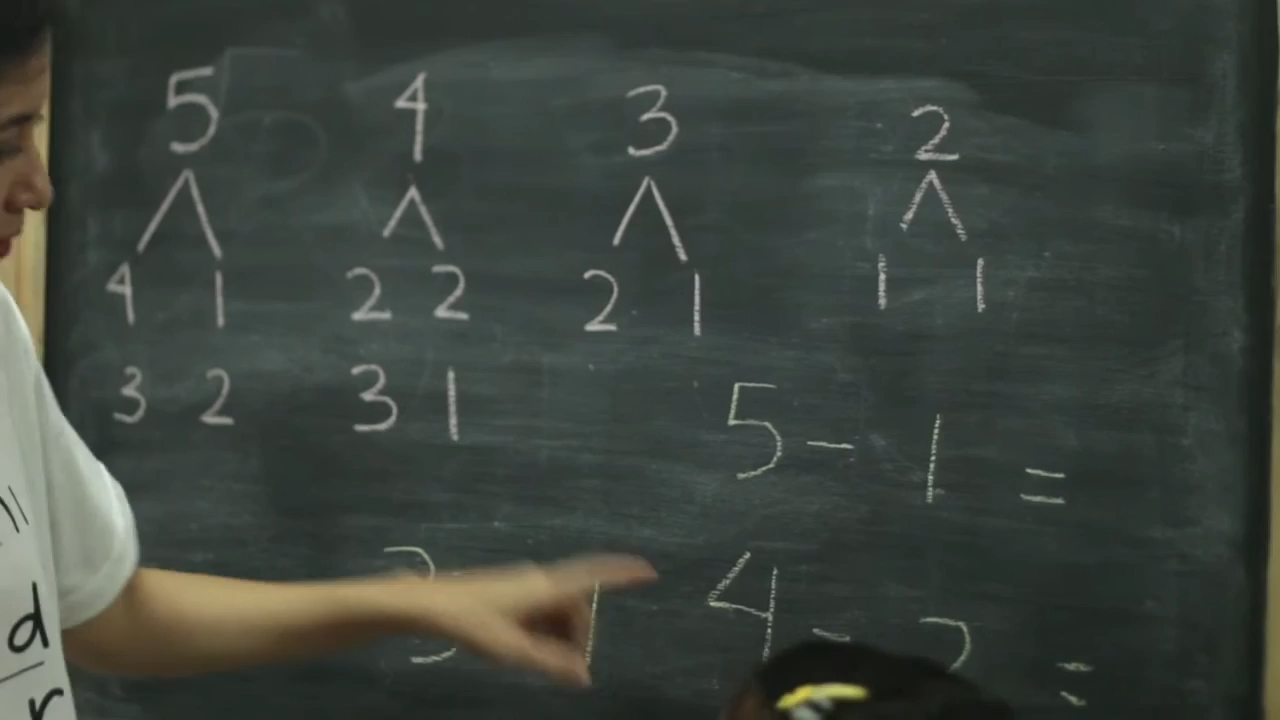 5 4 3 2
4 1 2 2 2 1 1 1
3 2 3 1
5 - 1 =
4 - =
d
r